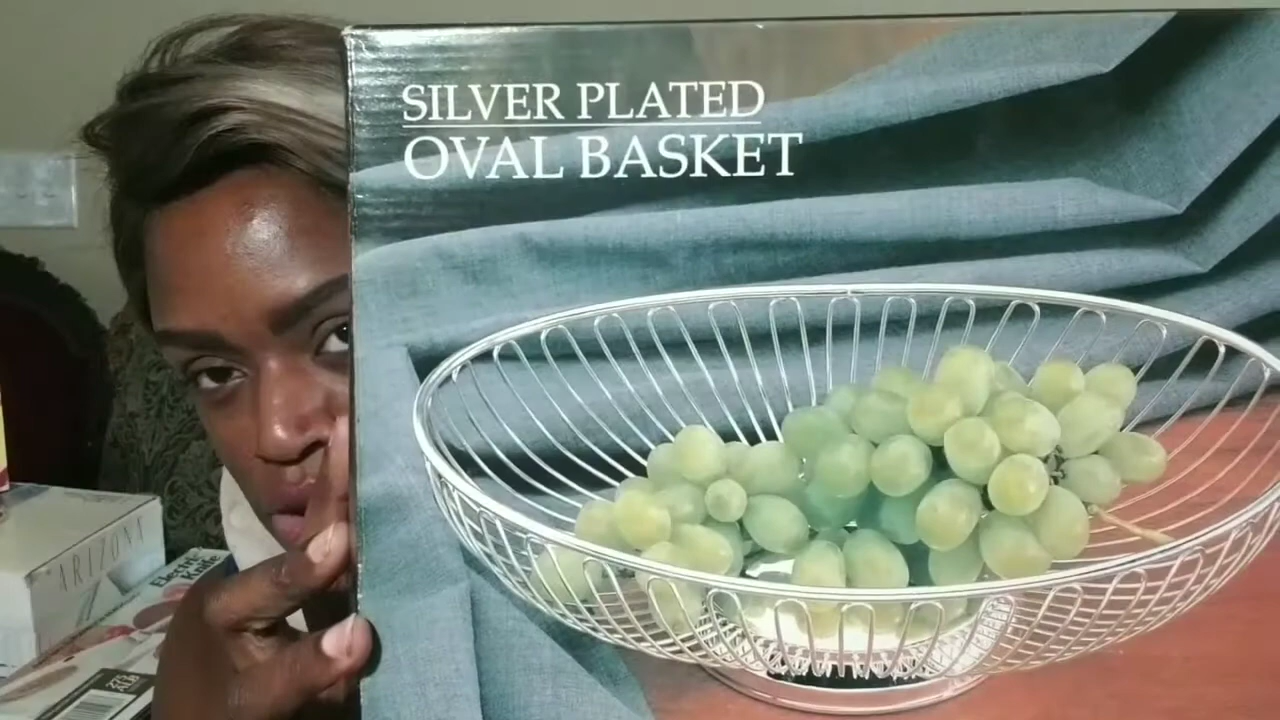 SILVER PLATED
OVAL BASKET
ARIZONA
Electric
Knife